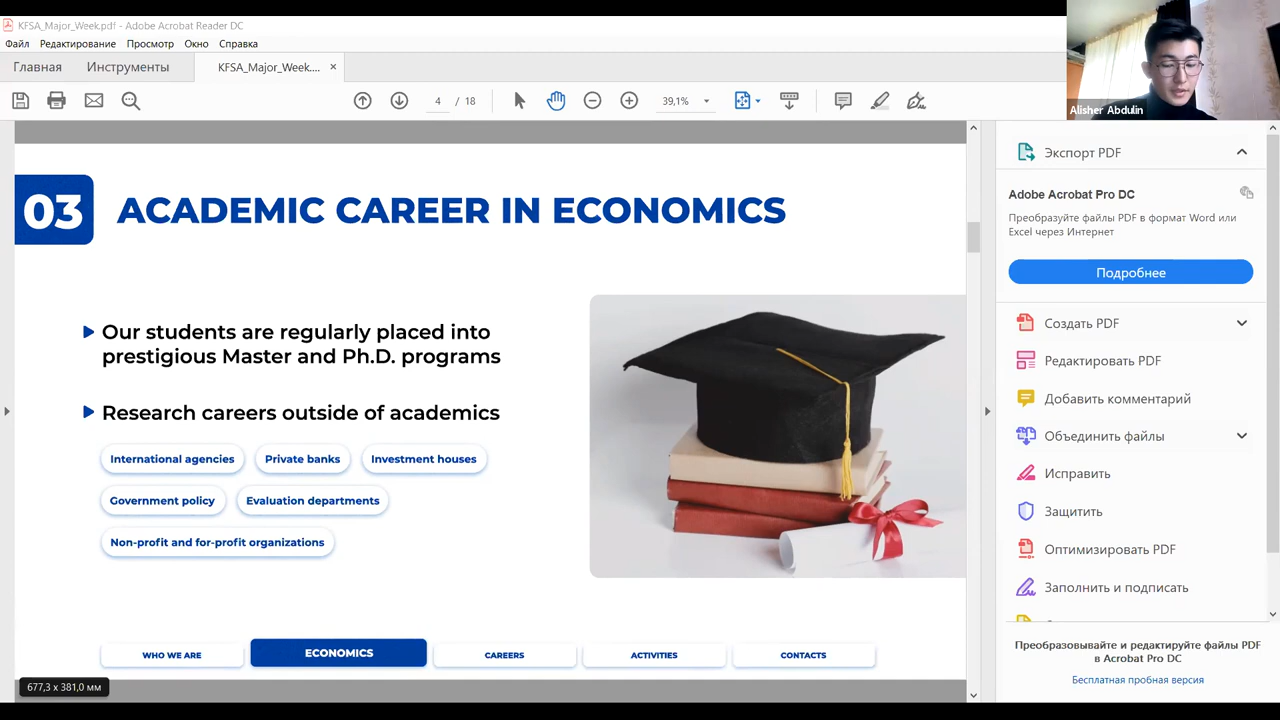 KFSA_Major_Week.pdf - Adobe Acrobat Reader DC
Файл Редактирование Просмотр Окно Справка
Главная Инструменты KFSA_Major_Week.... ×
4 / 18 39,1%
Alisher Abdulin
03 ACADEMIC CAREER IN ECONOMICS
Our students are regularly placed into
prestigious Master and Ph.D. programs
Research careers outside of academics
International agencies Private banks Investment houses
Government policy Evaluation departments
Non-profit and for-profit organizations
WHO WE ARE ECONOMICS CAREERS ACTIVITIES CONTACTS
677,3 x 381,0 мм
Экспорт PDF
Adobe Acrobat Pro DC
Преобразуйте файлы PDF в формат Word или
Excel через Интернет
Подробнее
Создать PDF
Редактировать PDF
Добавить комментарий
Объединить файлы
Исправить
Защитить
Оптимизировать PDF
Заполнить и подписать
Преобразовывайте и редактируйте файлы PDF
в Acrobat Pro DC
Бесплатная пробная версия